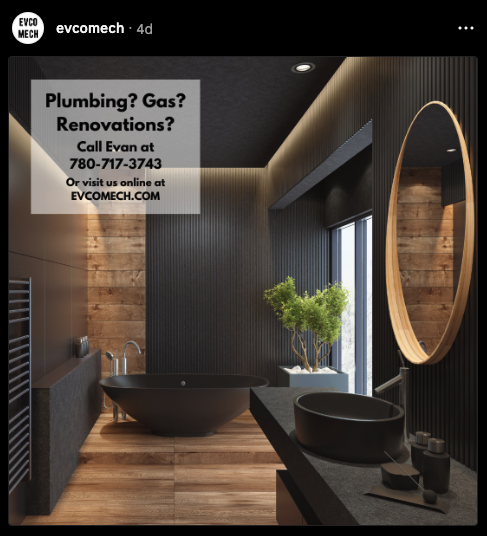 EVCO
MECH
evcomech · 4d
Plumbing? Gas?
Renovations?
Call Evan at
780-717-3743
Or visit us online at
EVCOMECH.COM